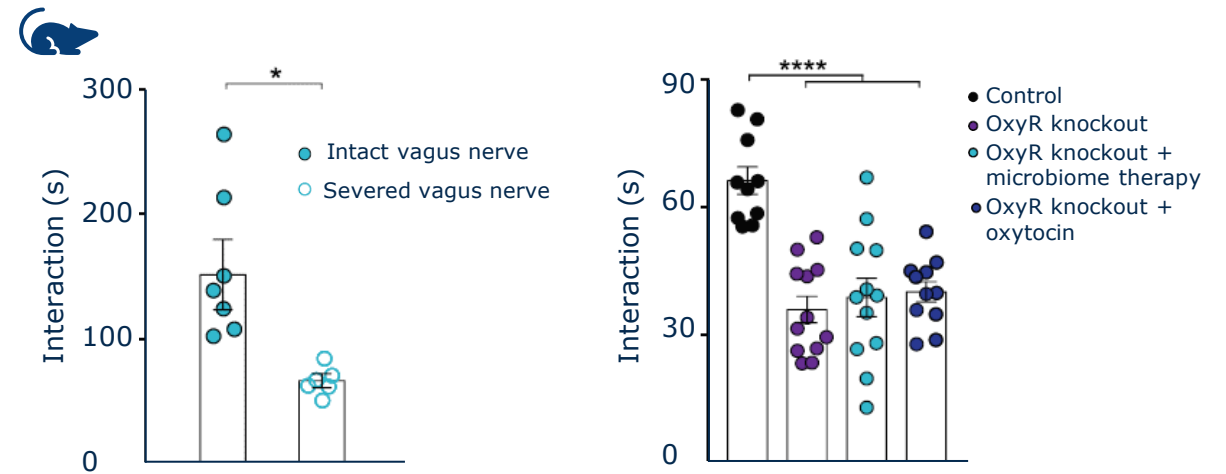 *
300
200
100
0
Interaction (s)
Intact vagus nerve
Severed vagus nerve
****
90
60
30
0
Interaction (s)
Control
OxyR knockout
OxyR knockout +
microbiome therapy
OxyR knockout +
oxytocin